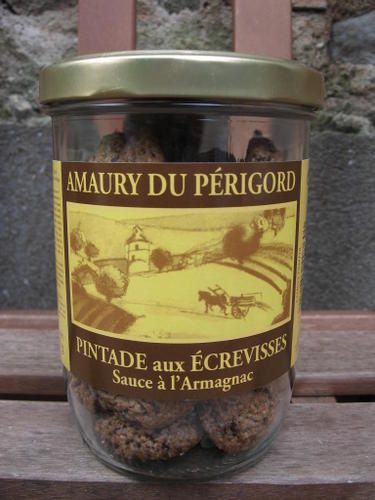 AMAURY DU PÉRIGORD
PINTADE aux ÉCREVISSES
Sauce à l'Armagnac